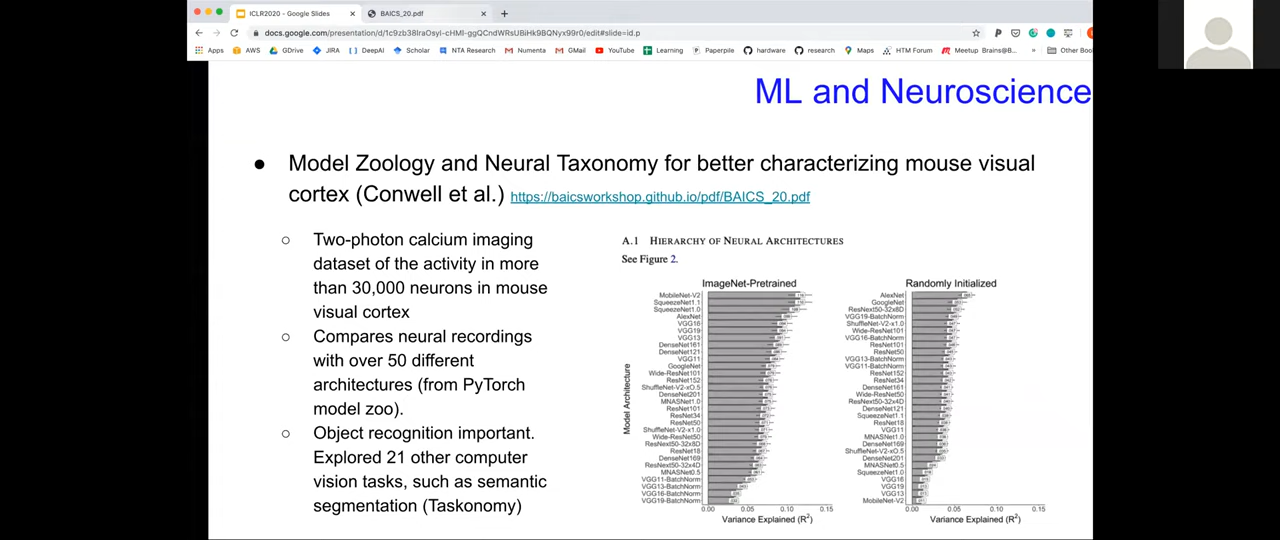 ICLR2020 - Google Slides
BAICS_20.pdf
Apps AWS GDrive JIRA DeepAI Scholar NTA Research Numenta GMail YouTube Learning Paperpile hardware research Maps HTM Forum Meetup Brains@B... Other Boo
ML and Neuroscience
Model Zoology and Neural Taxonomy for better characterizing mouse visual
cortex (Conwell et al.) https://baicsworkshop.github.io/pdf/BAICS_20.pdf
Two-photon calcium imaging
dataset of the activity in more
than 30,000 neurons in mouse
visual cortex
Compares neural recordings
with over 50 different
architectures (from PyTorch
model zoo).
Object recognition important.
Explored 21 other computer
vision tasks, such as semantic
segmentation (Taskonomy)
A.1 HIERARCHY OF NEURAL ARCHITECTURES
See Figure 2.
ImageNet-Pretrained
Model Architecture
MobileNet-V2
SqueezeNet1.1
SqueezeNet1.0
AlexNet
VGG16
VGG19
VGG13
DenseNet161
DenseNet121
VGG11
GoogleNet
Wide-ResNet101
ResNet152
ShuffleNet-V2-x0.5
DenseNet201
MNASNet1.0
ResNet101
ResNet34
ResNet50
ShuffleNet-V2-x1.0
Wide-ResNet50
ResNext50-32x8D
ResNet18
DenseNet169
ResNext50-32x4D
MNASNet0.5
VGG11-BatchNorm
VGG13-BatchNorm
VGG16-BatchNorm
VGG19-BatchNorm
0.00 0.05 0.10 0.15
Variance Explained (R²)
Randomly Initialized
AlexNet
GoogleNet
ResNext50-32x8D
VGG19-BatchNorm
ShuffleNet-V2-x1.0
Wide-ResNet101
VGG16-BatchNorm
ResNet101
ResNet50
VGG13-BatchNorm
VGG11-BatchNorm
ResNet152
ResNet34
DenseNet161
Wide-ResNet50
ResNext50-32x4D
DenseNet121
SqueezeNet1.1
ResNet18
VGG11
MNASNet1.0
DenseNet169
ShuffleNet-V2-x0.5
DenseNet201
MNASNet0.5
SqueezeNet1.0
VGG16
VGG19
VGG13
MobileNet-V2
0.00 0.05 0.10 0.15
Variance Explained (R²)